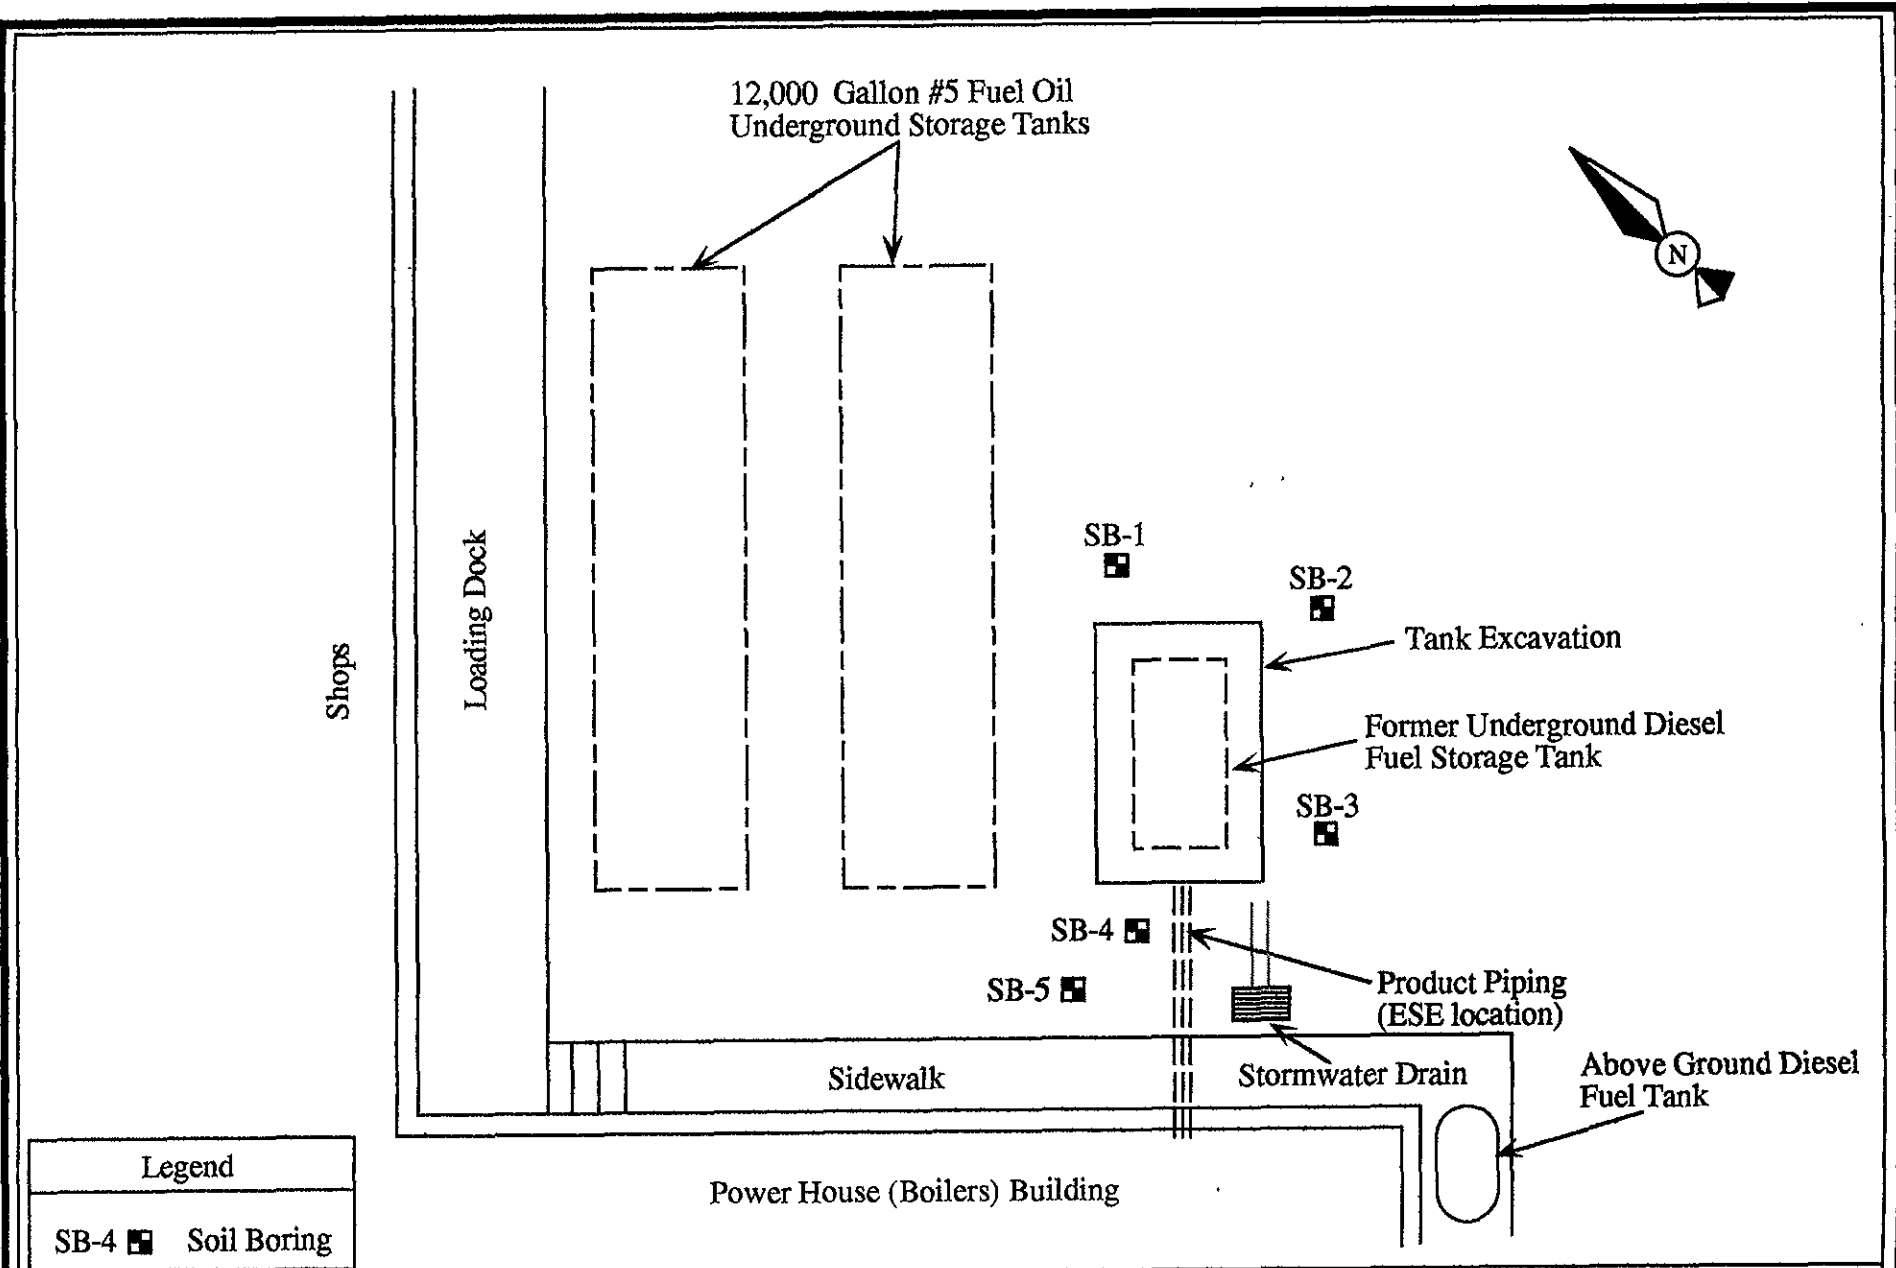 12,000 Gallon #5 Fuel Oil
Underground Storage Tanks
N
SB-1
SB-2
Tank Excavation
Shops
Loading Dock
Former Underground Diesel
Fuel Storage Tank
SB-3
SB-4
SB-5
Product Piping
(ESE location)
Sidewalk
Stormwater Drain
Above Ground Diesel
Fuel Tank
Power House (Boilers) Building
Legend
SB-4 Soil Boring